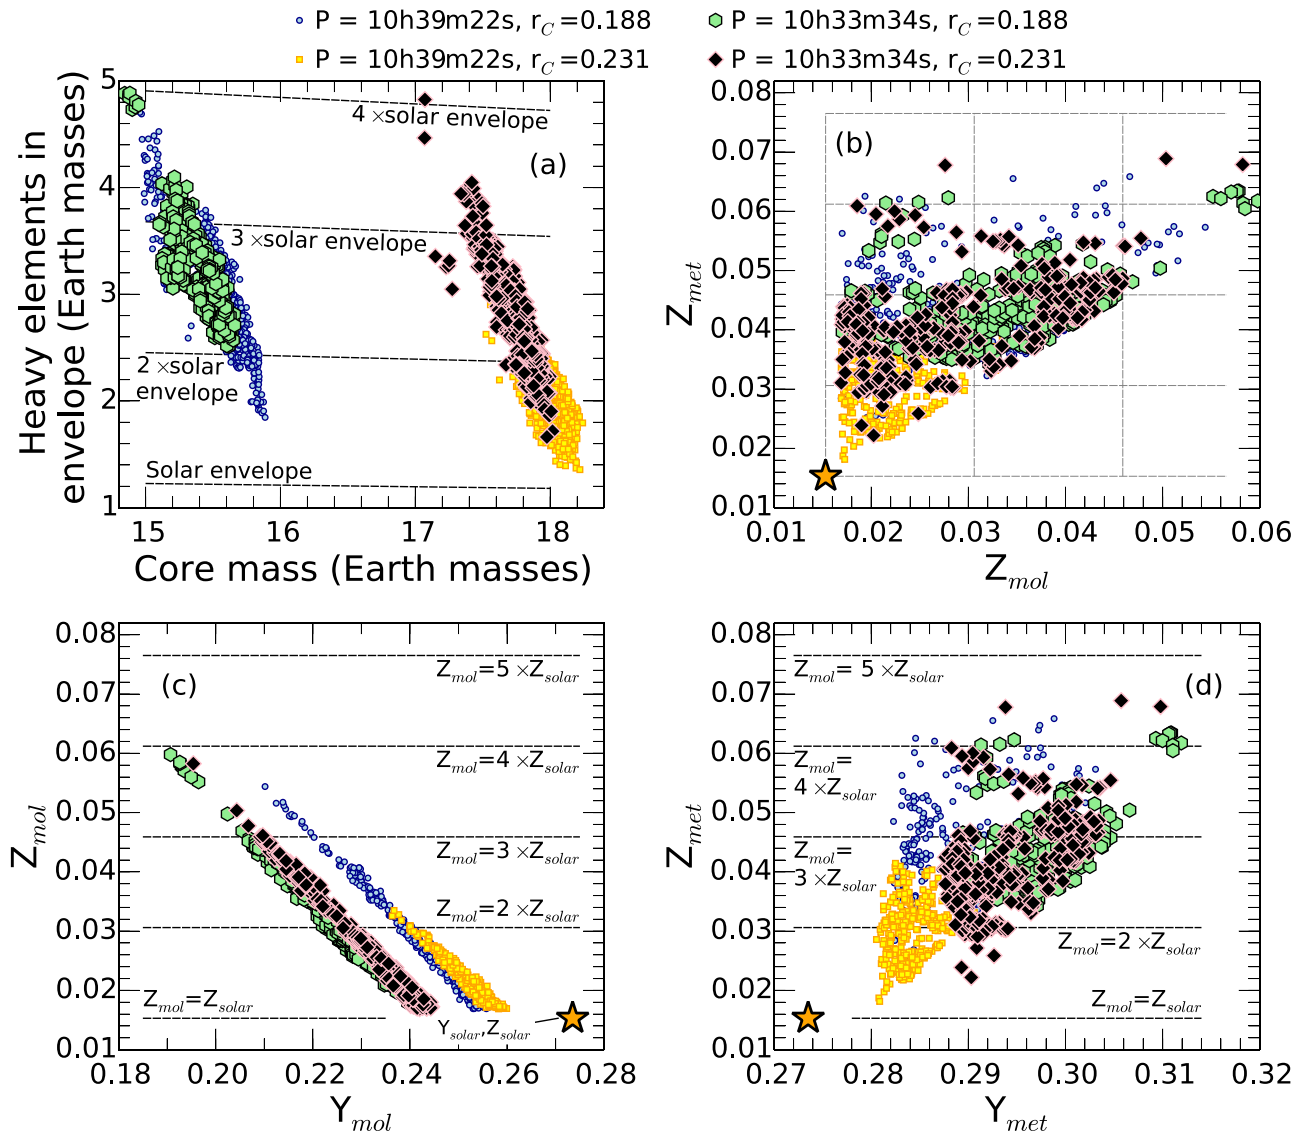 P = 10h39m22s, r_C=0.188
P = 10h33m34s, r_C=0.188
P = 10h39m22s, r_C=0.231
P = 10h33m34s, r_C=0.231
5
4
3
2
1
4 ×solar envelope
(a)
3 ×solar envelope
2 ×solar
envelope
Solar envelope
15 16 17 18
Core mass (Earth masses)
Heavy elements in
envelope (Earth masses)
0.08
0.07
0.06
0.05
0.04
0.03
0.02
0.01
(b)
0.01 0.02 0.03 0.04 0.05 0.06
Z_mol
Z_met
0.08
0.07
0.06
0.05
0.04
0.03
0.02
0.01
(c)
Z_mol=5 ×Z_solar
Z_mol=4 ×Z_solar
Z_mol=3 ×Z_solar
Z_mol=2 ×Z_solar
Z_mol=Z_solar
Y_solar,Z_solar
0.18 0.20 0.22 0.24 0.26 0.28
Y_mol
Z_mol
0.08
0.07
0.06
0.05
0.04
0.03
0.02
0.01
Z_mol= 5 ×Z_solar
(d)
Z_mol=
4 ×Z_solar
Z_mol=
3 ×Z_solar
Z_mol=2 ×Z_solar
Z_mol=Z_solar
0.27 0.28 0.29 0.30 0.31 0.32
Y_met
Z_met